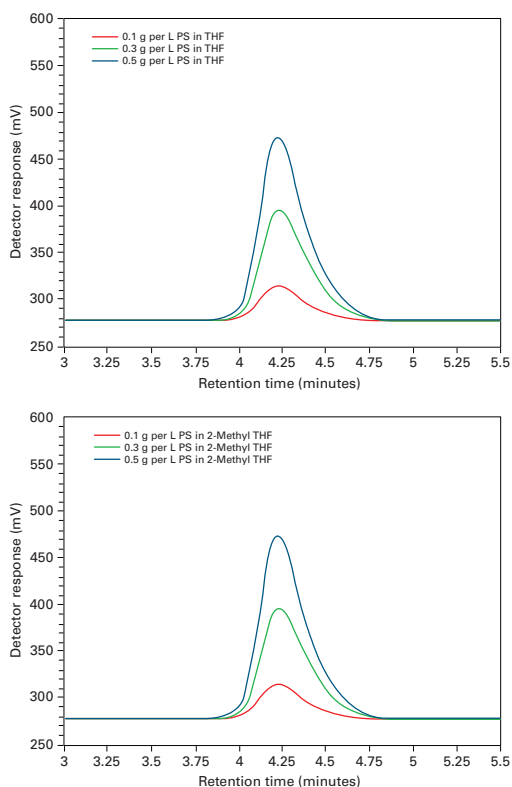 600
0.1 g per L PS in THF
0.3 g per L PS in THF
0.5 g per L PS in THF
550
500
450
400
350
300
250
Detector response (mV)
3 3.25 3.5 3.75 4 4.25 4.5 4.75 5 5.25 5.5
Retention time (minutes)
600
0.1 g per L PS in 2-Methyl THF
0.3 g per L PS in 2-Methyl THF
0.5 g per L PS in 2-Methyl THF
550
500
450
400
350
300
250
Detector response (mV)
3 3.25 3.5 3.75 4 4.25 4.5 4.75 5 5.25 5.5
Retention time (minutes)